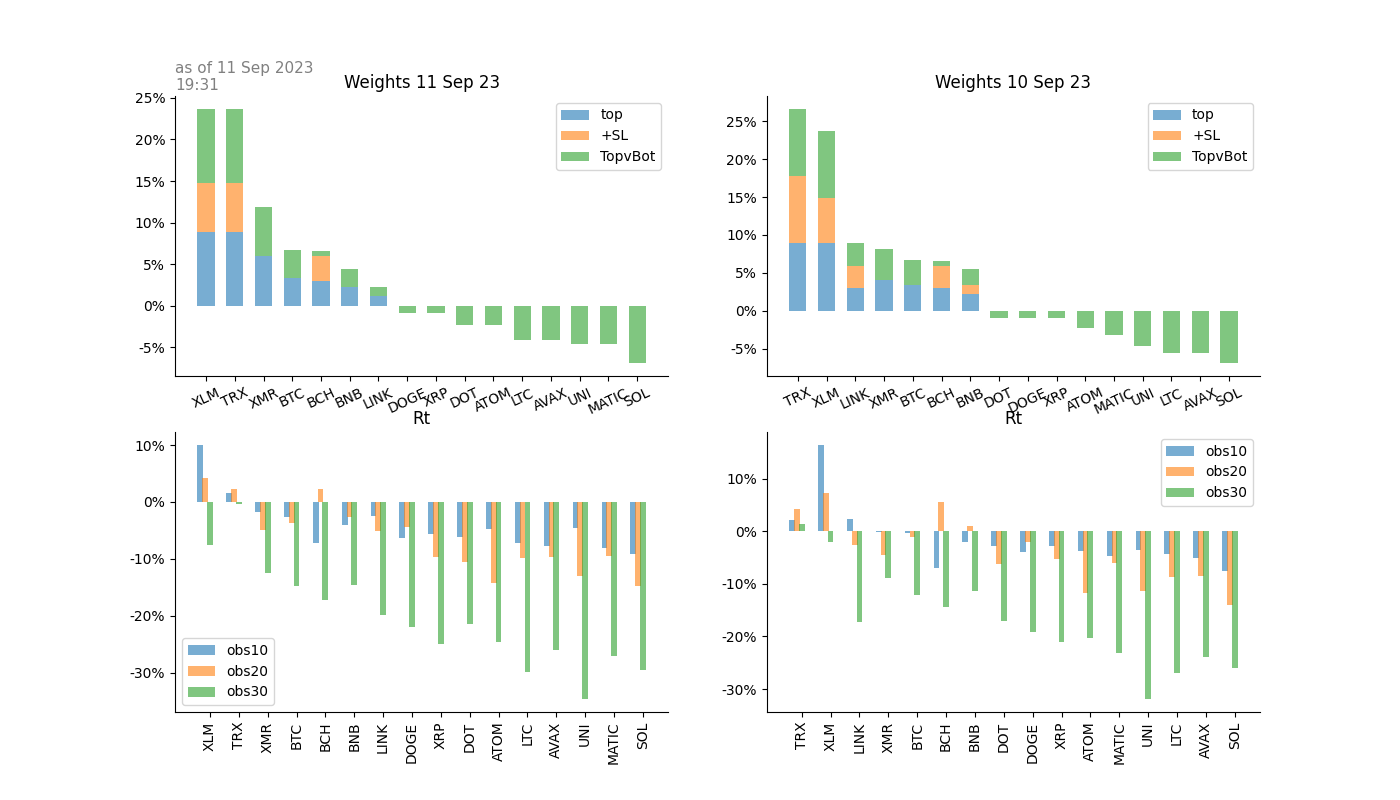 as of 11 Sep 2023
19:31
Weights 11 Sep 23
25%
20%
15%
10%
5%
0%
-5%
top
+SL
TopvBot
XLM TRX XMR BTC BCH BNB LINK DOGE XRP DOT ATOM LTC AVAX UNI MATIC SOL
Weights 10 Sep 23
25%
20%
15%
10%
5%
0%
-5%
top
+SL
TopvBot
TRX XLM LINK XMR BTC BCH BNB DOT DOGE XRP ATOM MATIC UNI LTC AVAX SOL
Rt
10%
0%
-10%
-20%
-30%
obs10
obs20
obs30
XLM TRX XMR BTC BCH BNB LINK DOGE XRP DOT ATOM LTC AVAX UNI MATIC SOL
Rt
10%
0%
-10%
-20%
-30%
obs10
obs20
obs30
TRX XLM LINK XMR BTC BCH BNB DOT DOGE XRP ATOM MATIC UNI LTC AVAX SOL